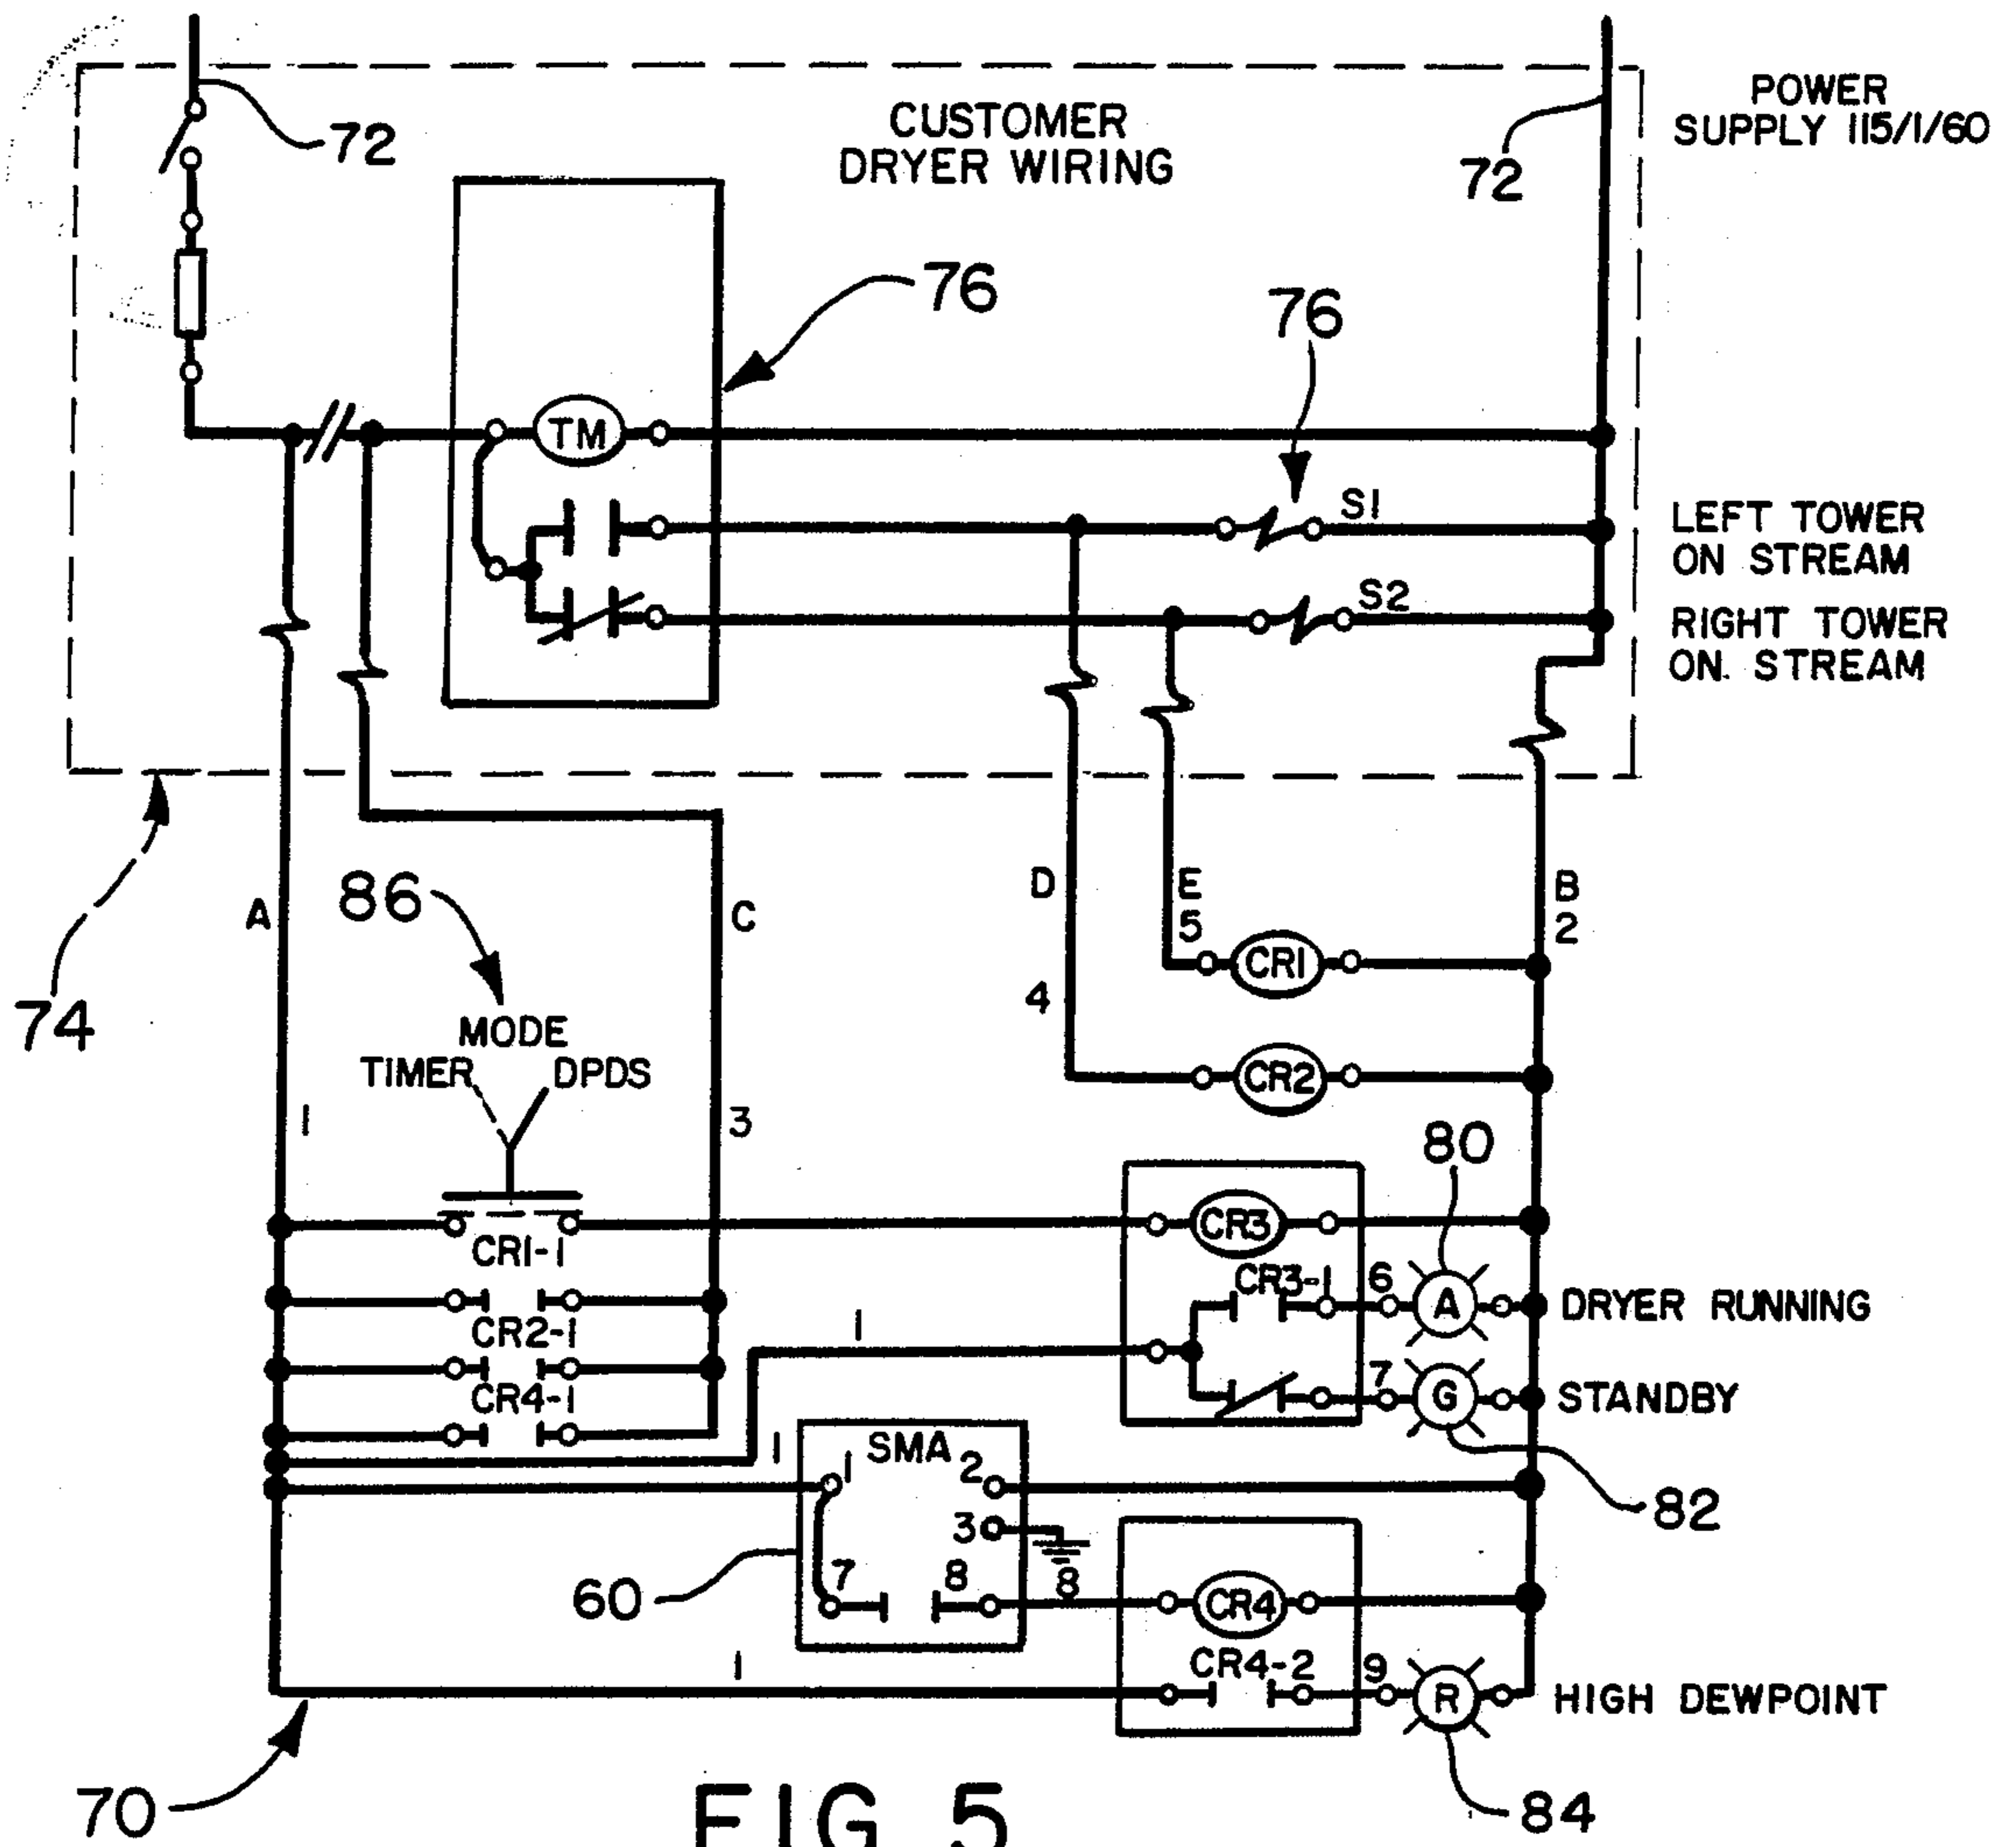 72
CUSTOMER
DRYER WIRING
72
POWER
SUPPLY 115/1/60
76
76
TM
S1
LEFT TOWER
ON STREAM
S2
RIGHT TOWER
ON. STREAM
74
A
86
C
D
E
5
B
2
CR1
4
MODE
TIMER
DPDS
CR2
1
3
80
CR3
CR1-1
CR3-1
6
A
DRYER RUNNING
CR2-1
1
CR4-1
7
G
STANDBY
1
1
SMA
2
3
82
60
7
8
8
CR4
1
CR4-2
9
R
HIGH DEWPOINT
70
84
FIG 5